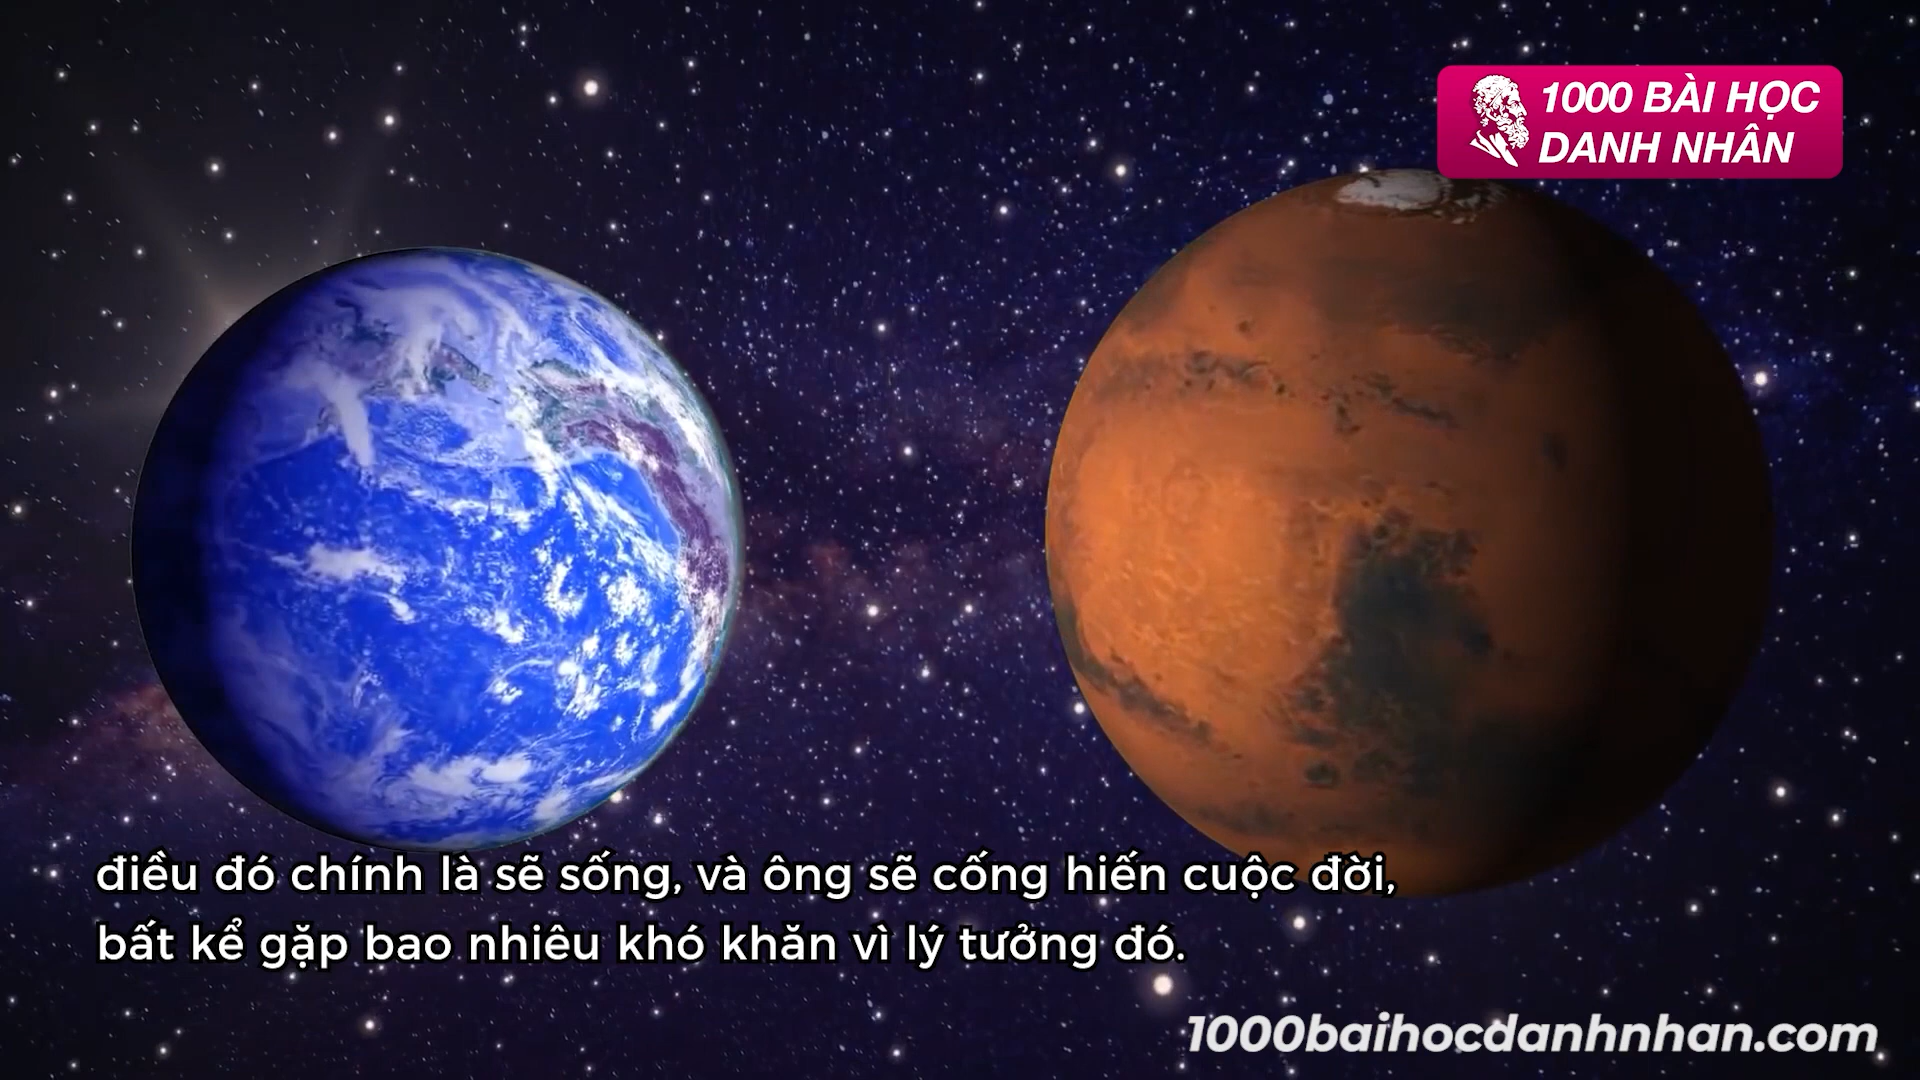 1000 BÀI HỌC
DANH NHÂN
điều đó chính là sẽ sống, và ông sẽ cống hiến cuộc đời,
bất kể gặp bao nhiêu khó khăn vì lý tưởng đó.
1000baihocdanhnhan.com